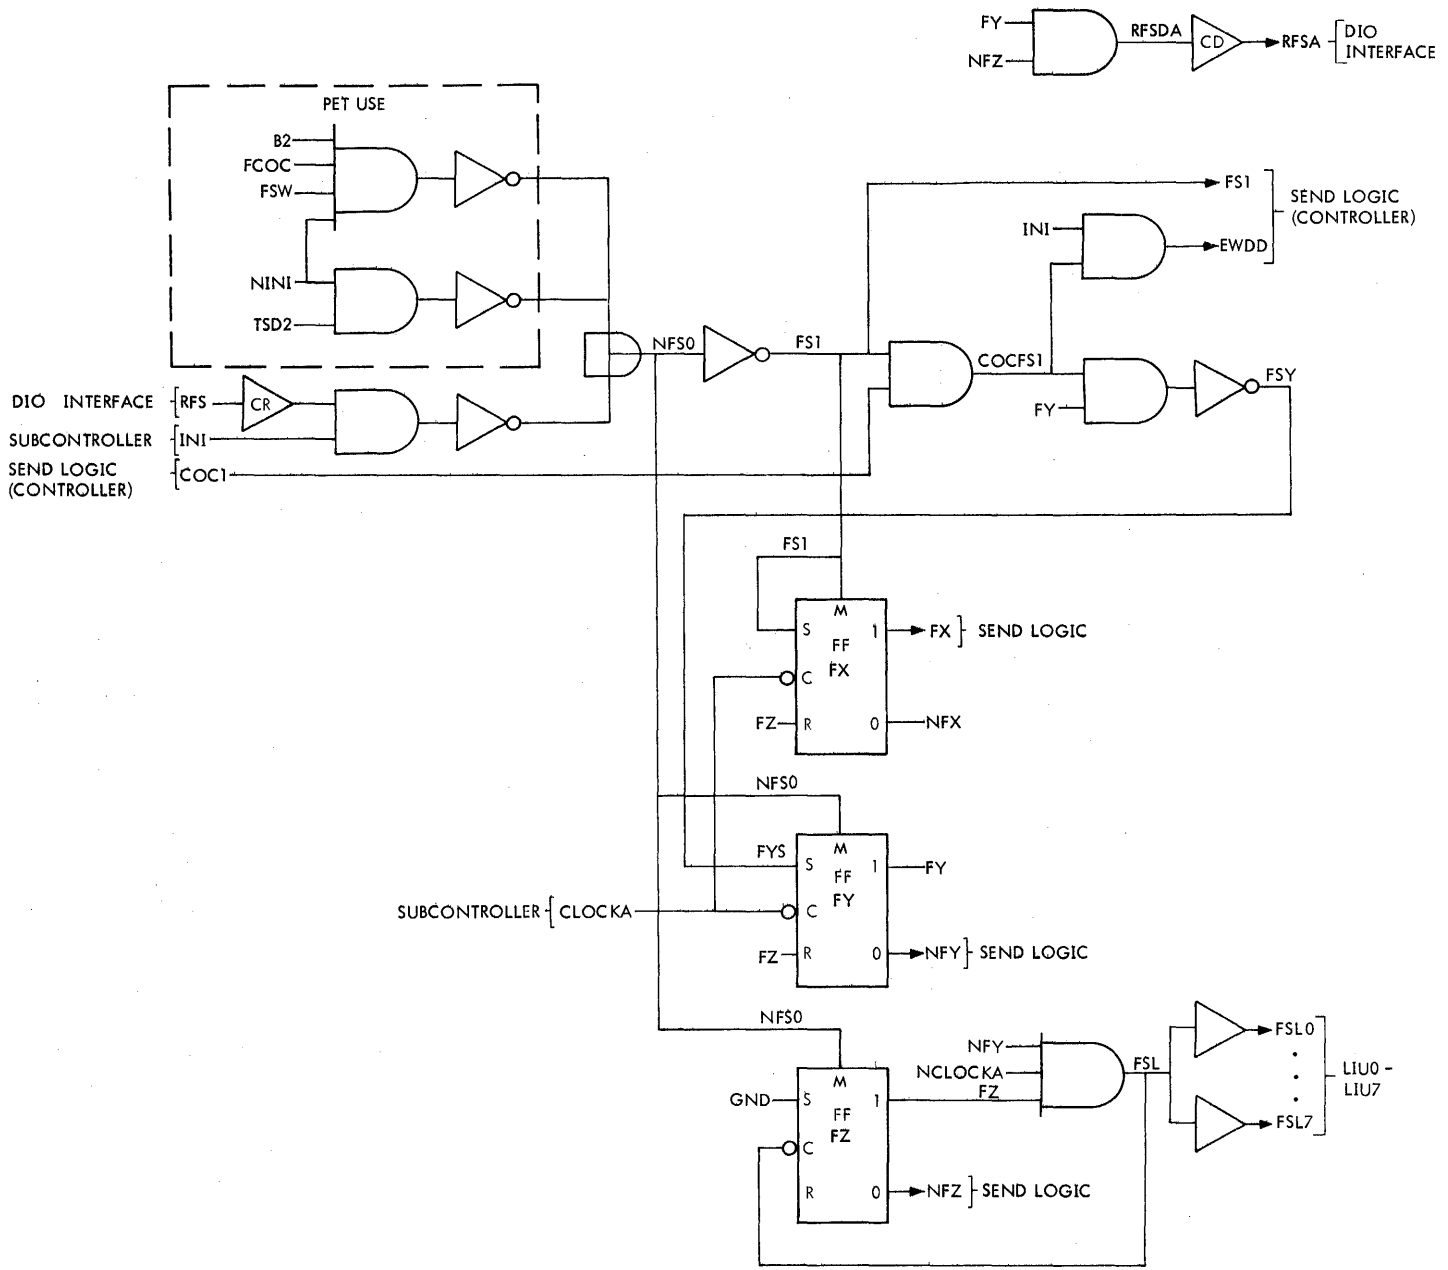 FY
RFSDA
CD
RFSA
DIO
INTERFACE
NFZ
PET USE
B2
FCOC
FSW
NINI
TSD2
FS1
SEND LOGIC
(CONTROLLER)
INI
EWDD
NFS0
FS1
COCFS1
FY
FSY
DIO INTERFACE
RFS
CR
SUBCONTROLLER
INI
SEND LOGIC
(CONTROLLER)
COC1
FS1
M
S
1
FX
SEND LOGIC
FF
FX
C
FZ
R
0
NFX
NFS0
M
FYS
S
1
FY
FF
FY
SUBCONTROLLER
CLOCKA
C
FZ
R
0
NFY
SEND LOGIC
NFS0
M
GND
S
1
FF
FZ
C
R
0
NFZ
SEND LOGIC
NFY
NCLOCKA
FZ
FSL
FSL0
FSL7
LIU0 -
LIU7